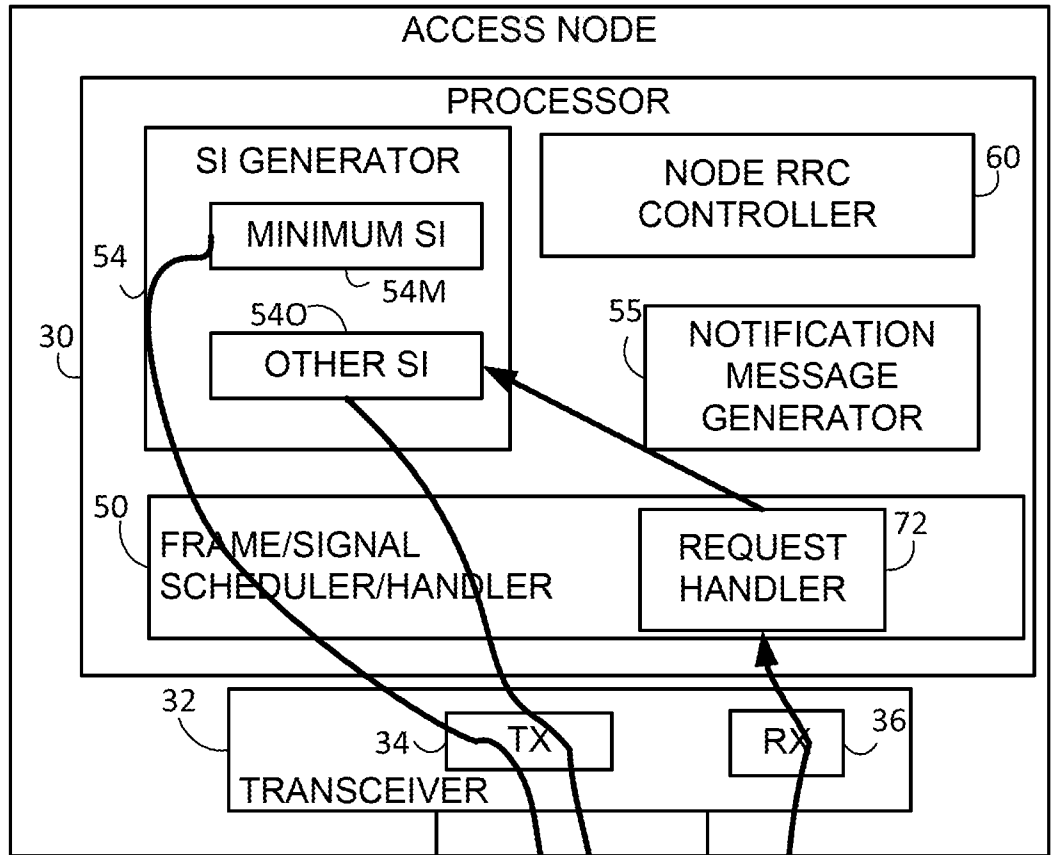 ACCESS NODE
PROCESSOR
SI GENERATOR
MINIMUM SI
54
54M
54O
OTHER SI
30
NODE RRC
CONTROLLER
60
55
NOTIFICATION
MESSAGE
GENERATOR
50
FRAME/SIGNAL
SCHEDULER/HANDLER
REQUEST
HANDLER
72
32
34
TX
RX
36
TRANSCEIVER